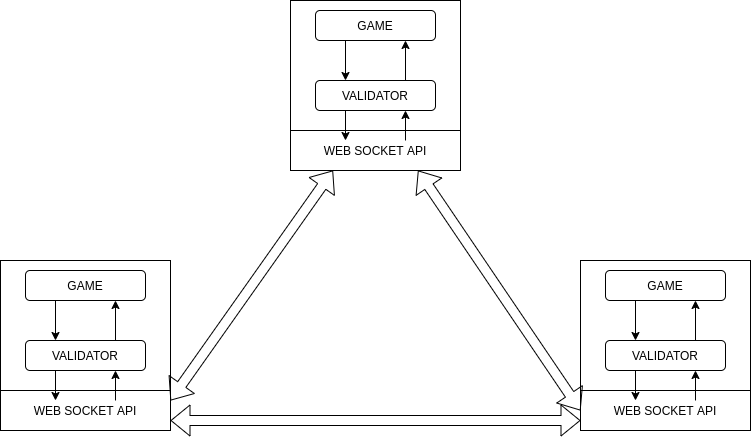 GAME
VALIDATOR
WEB SOCKET API
GAME
VALIDATOR
WEB SOCKET API
GAME
VALIDATOR
WEB SOCKET API